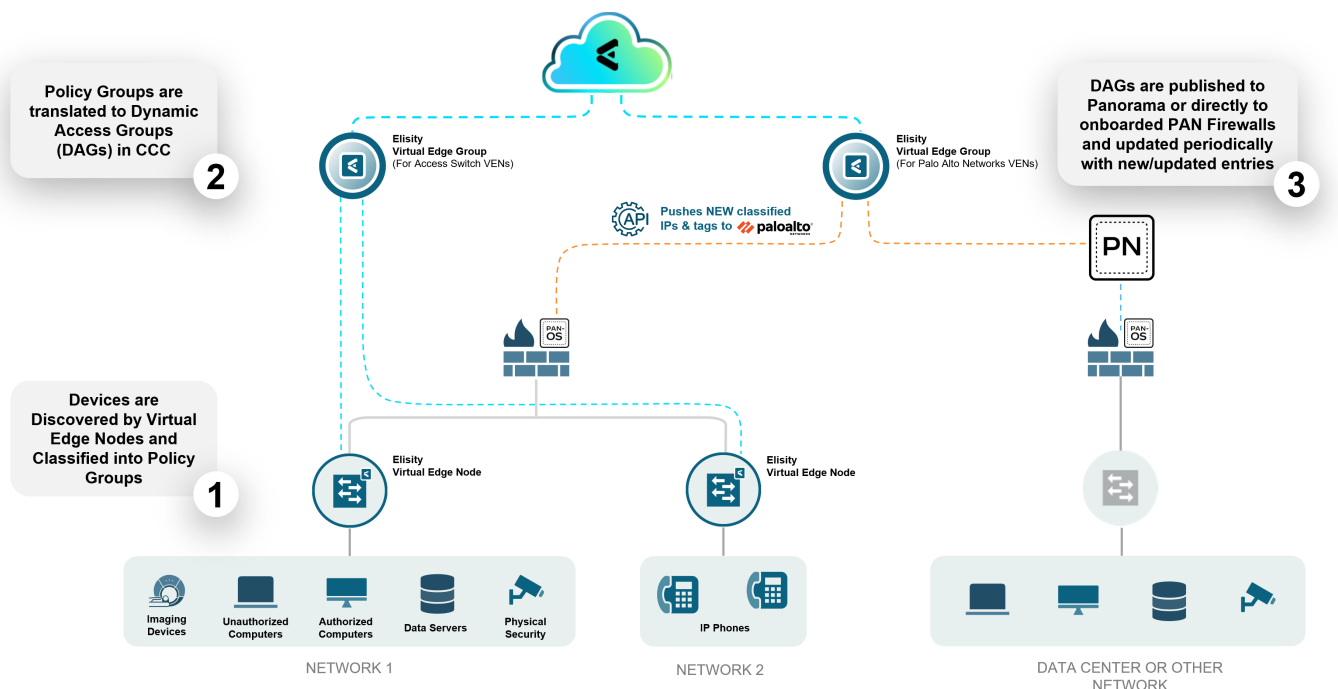 Policy Groups are
translated to Dynamic
Access Groups
(DAGs) in CCC
2
DAGs are published to
Panorama or directly to
onboarded PAN Firewalls
and updated periodically
with new/updated entries
3
Elisity
Virtual Edge Group
(For Access Switch VENs)
Elisity
Virtual Edge Group
(For Palo Alto Networks VENs)
API
Pushes NEW classified
IPs & tags to paloalto
NETWORKS
PN
PAN-
OS
PAN-
OS
Devices are
Discovered by Virtual
Edge Nodes and
Classified into Policy
Groups
1
Elisity
Virtual Edge Node
Elisity
Virtual Edge Node
Imaging
Devices
Unauthorized
Computers
Authorized
Computers
Data Servers
Physical
Security
IP Phones
NETWORK 1
NETWORK 2
DATA CENTER OR OTHER
NETWORK